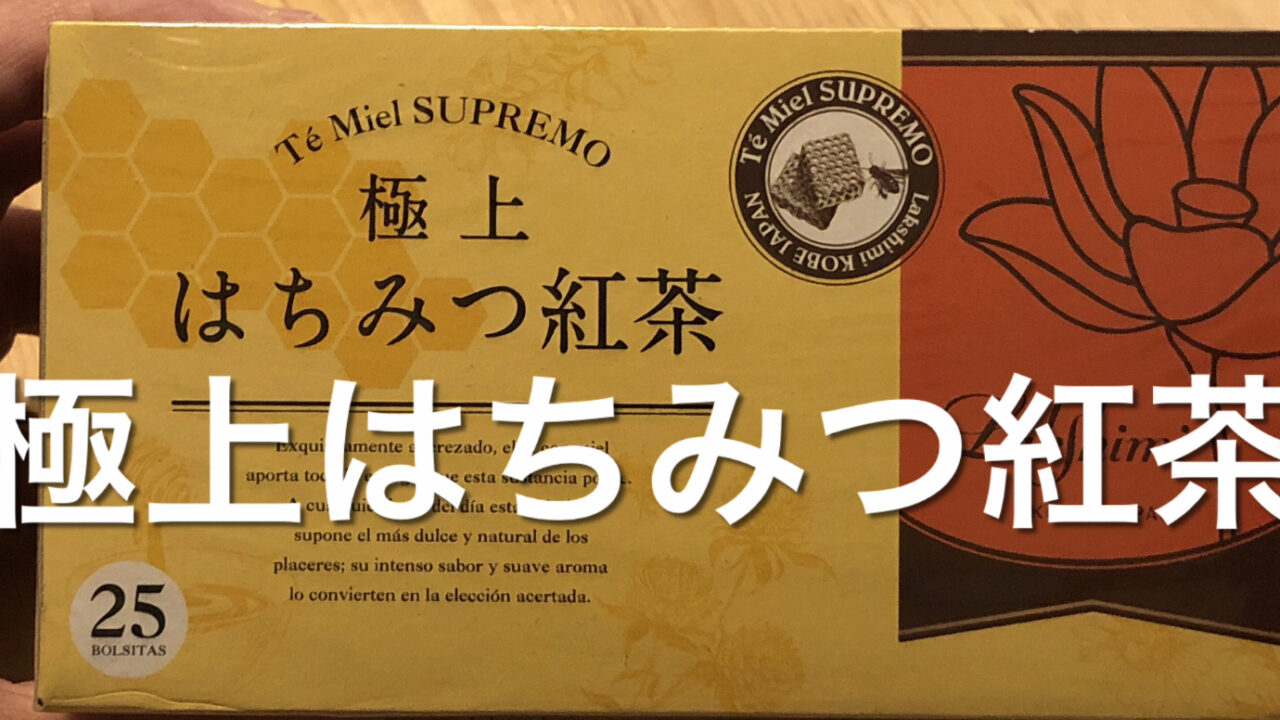 Té Miel SUPREMO
極上
はちみつ紅茶
Té Miel SUPREMO
Lakshimi KOBE JAPAN
極上はちみつ紅茶
aporta
supone el más dulce y natural de los
placeres; su intenso sabor y suave aroma
lo convierten en la elección acertada.
25
BOLSITAS